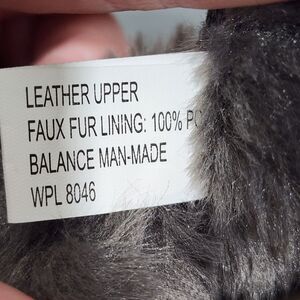 LEATHER UPPER
FAUX FUR LINING: 100%
BALANCE MAN-MADE
WPL 8046